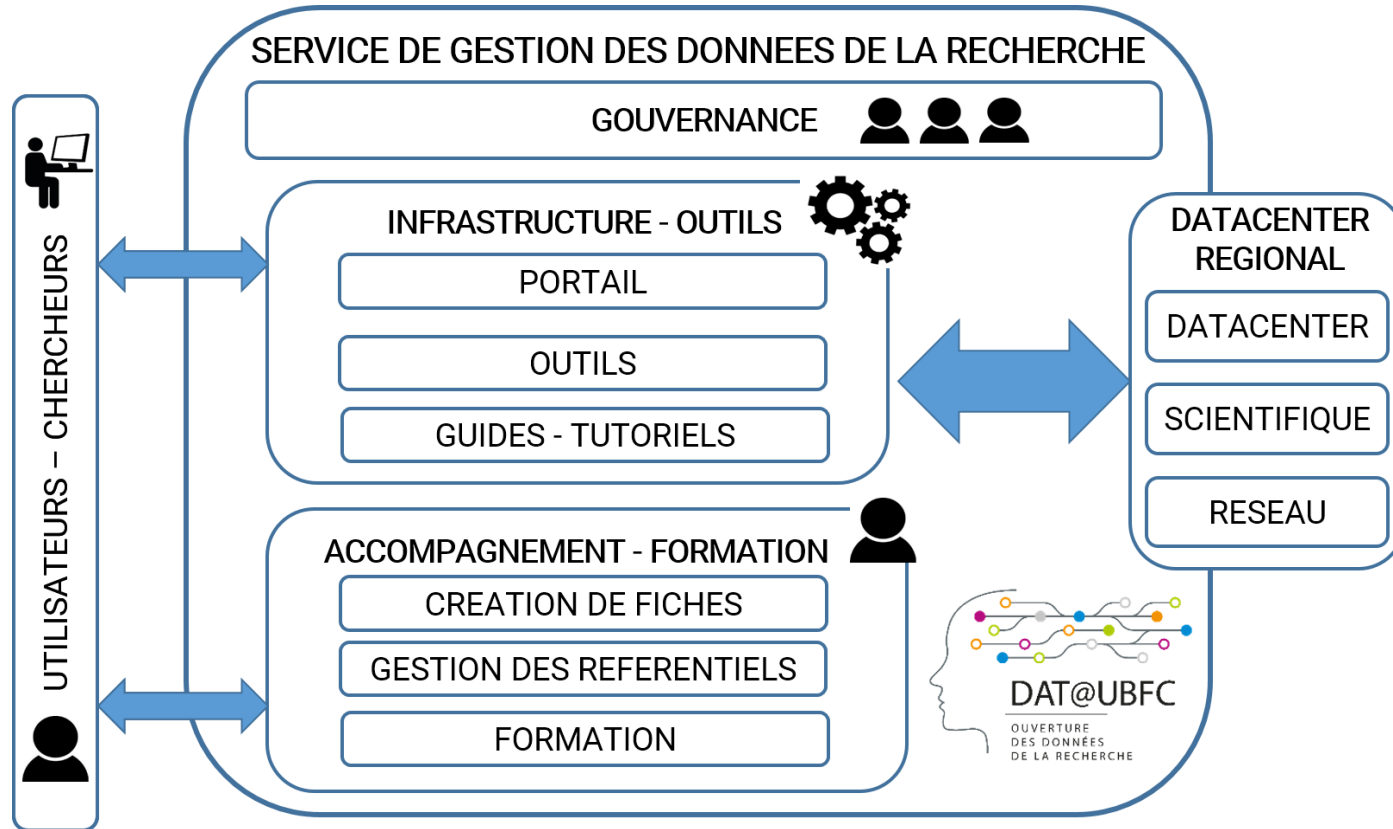 SERVICE DE GESTION DES DONNEES DE LA RECHERCHE
GOUVERNANCE
UTILISATEURS – CHERCHEURS
INFRASTRUCTURE - OUTILS
PORTAIL
OUTILS
GUIDES - TUTORIELS
ACCOMPAGNEMENT - FORMATION
CREATION DE FICHES
GESTION DES REFERENTIELS
FORMATION
DATACENTER
REGIONAL
DATACENTER
SCIENTIFIQUE
RESEAU
DAT@UBFC
OUVERTURE
DES DONNÉES
DE LA RECHERCHE